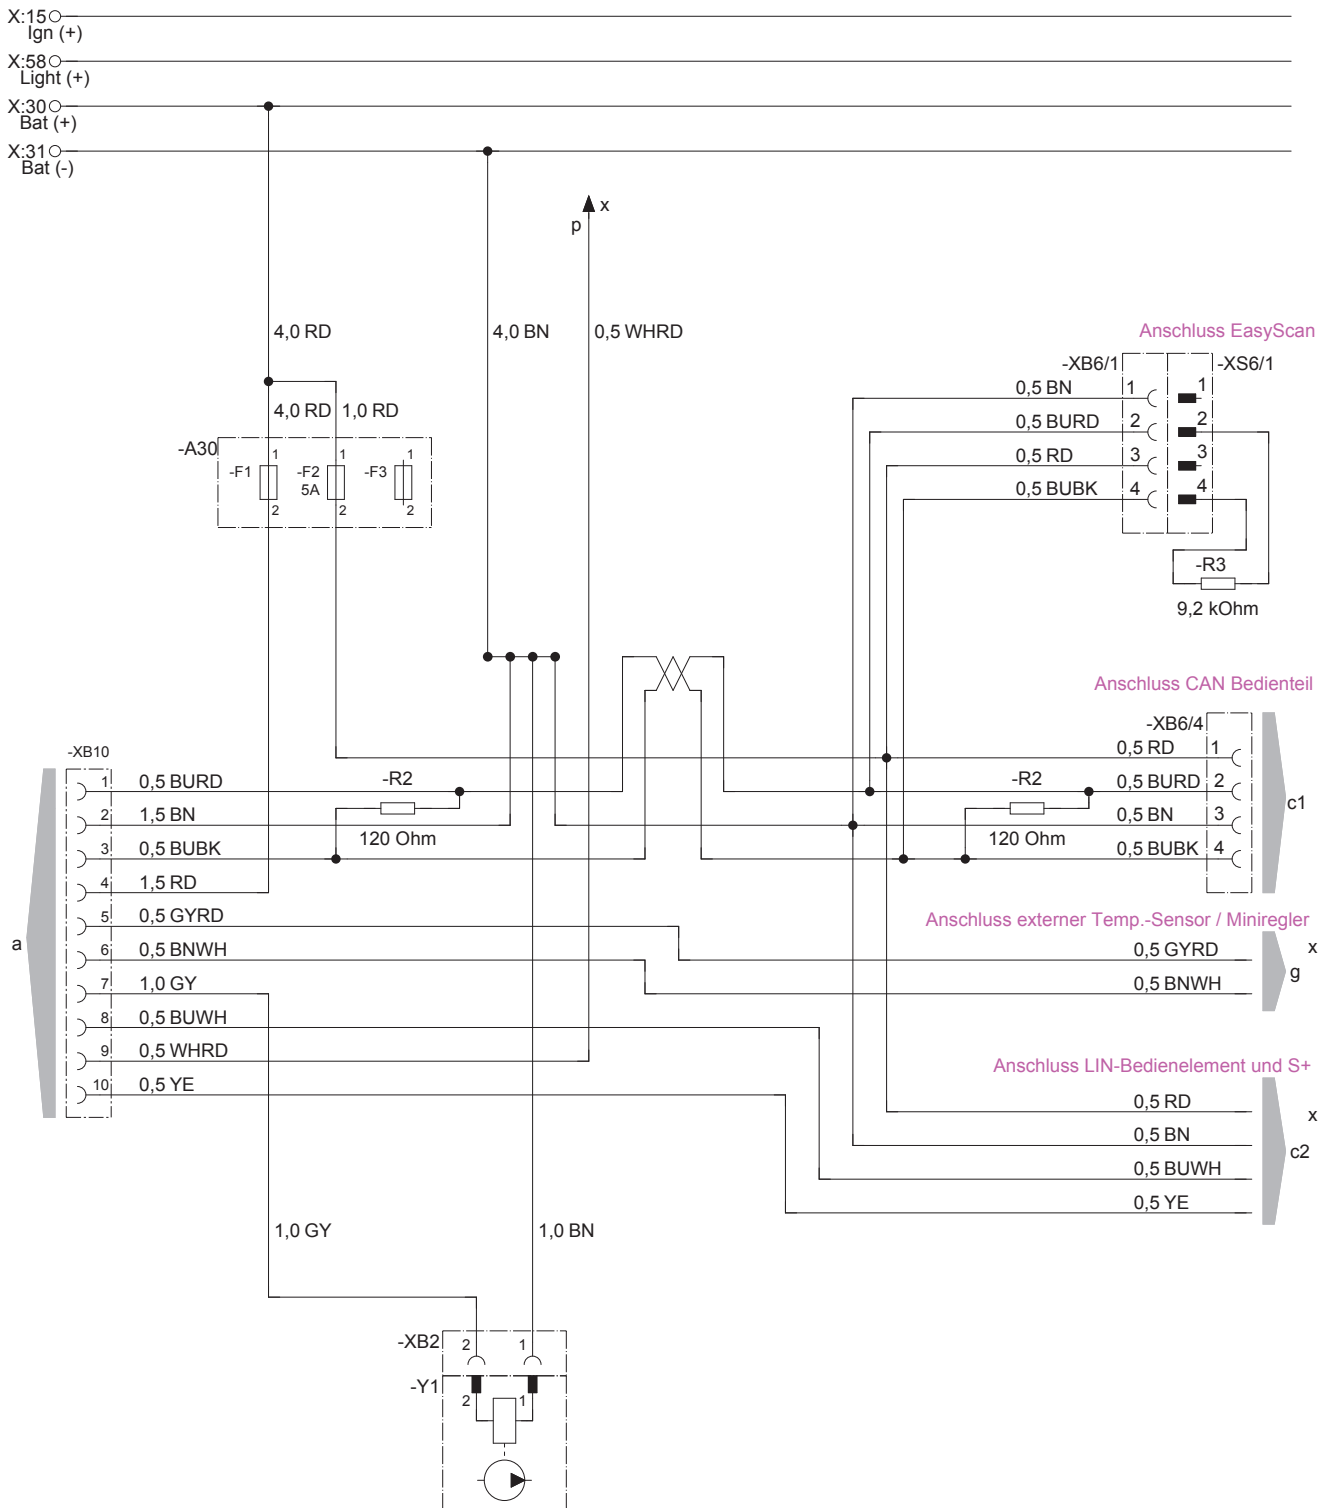 X:15
Ign (+)
X:58
Light (+)
X:30
Bat (+)
X:31
Bat (-)
x
p
4,0 RD
4,0 BN
0,5 WHRD
Anschluss EasyScan
-XB6/1
-XS6/1
0,5 BN
1
1
0,5 BURD
2
2
0,5 RD
3
3
0,5 BUBK
4
4
-R3
9,2 kOhm
4,0 RD
1,0 RD
-A30
1
1
1
-F1
-F2
5A
-F3
2
2
2
Anschluss CAN Bedienteil
-XB6/4
0,5 RD
1
0,5 BURD
2
0,5 BN
3
0,5 BUBK
4
c1
-R2
120 Ohm
-R2
120 Ohm
-XB10
a
1
0,5 BURD
2
1,5 BN
3
0,5 BUBK
4
1,5 RD
5
0,5 GYRD
6
0,5 BNWH
7
1,0 GY
8
0,5 BUWH
9
0,5 WHRD
10
0,5 YE
Anschluss externer Temp.-Sensor / Miniregler
0,5 GYRD
x
0,5 BNWH
g
Anschluss LIN-Bedienelement und S+
0,5 RD
x
0,5 BN
c2
0,5 BUWH
0,5 YE
1,0 GY
1,0 BN
-XB2
2
1
-Y1
2
1